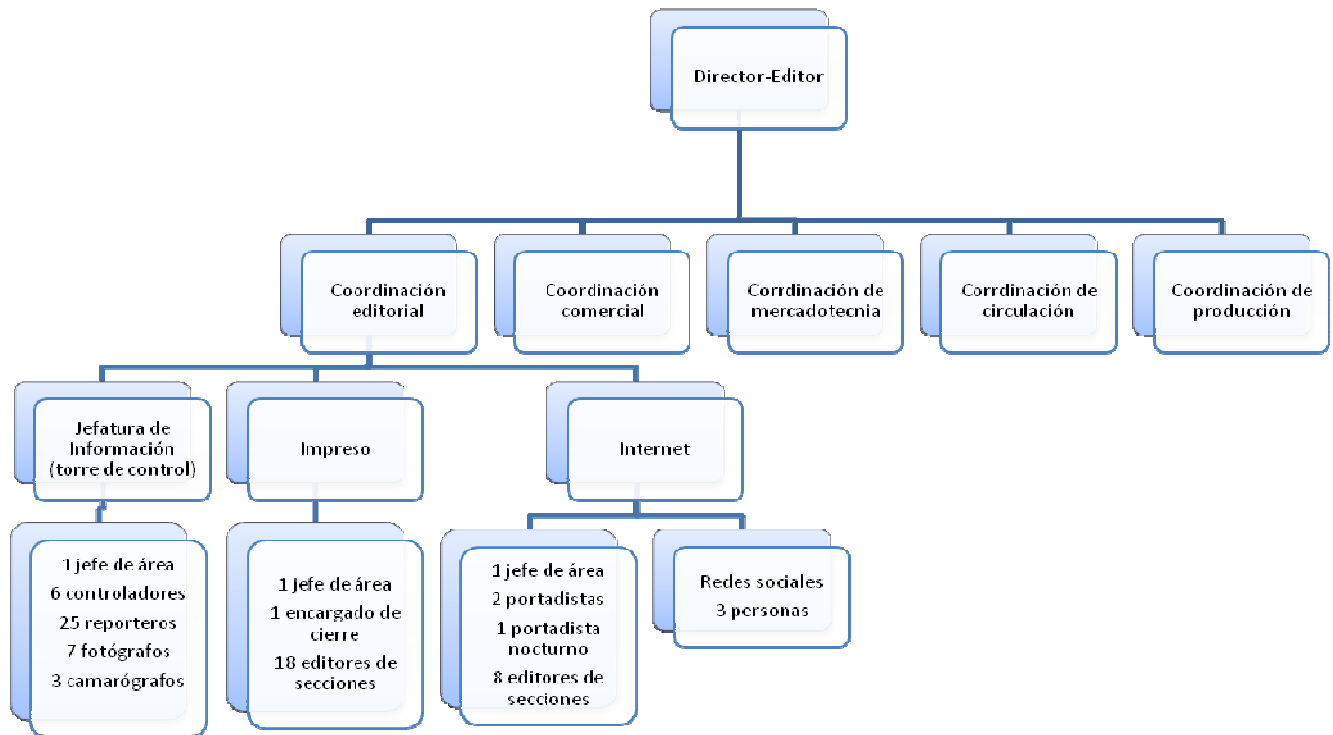 Director-Editor
Coordinación
editorial
Coordinación
comercial
Corrdinación de
mercadotecnia
Corrdinación de
circulación
Coordinación de
producción
Jefatura de
Información
(torre de control)
Impreso
Internet
1 jefe de área
6 controladores
25 reporteros
7 fotógrafos
3 camarógrafos
1 jefe de área
1 encargado de
cierre
18 editores de
secciones
1 jefe de área
2 portadistas
1 portadista
nocturno
8 editores de
secciones
Redes sociales
3 personas